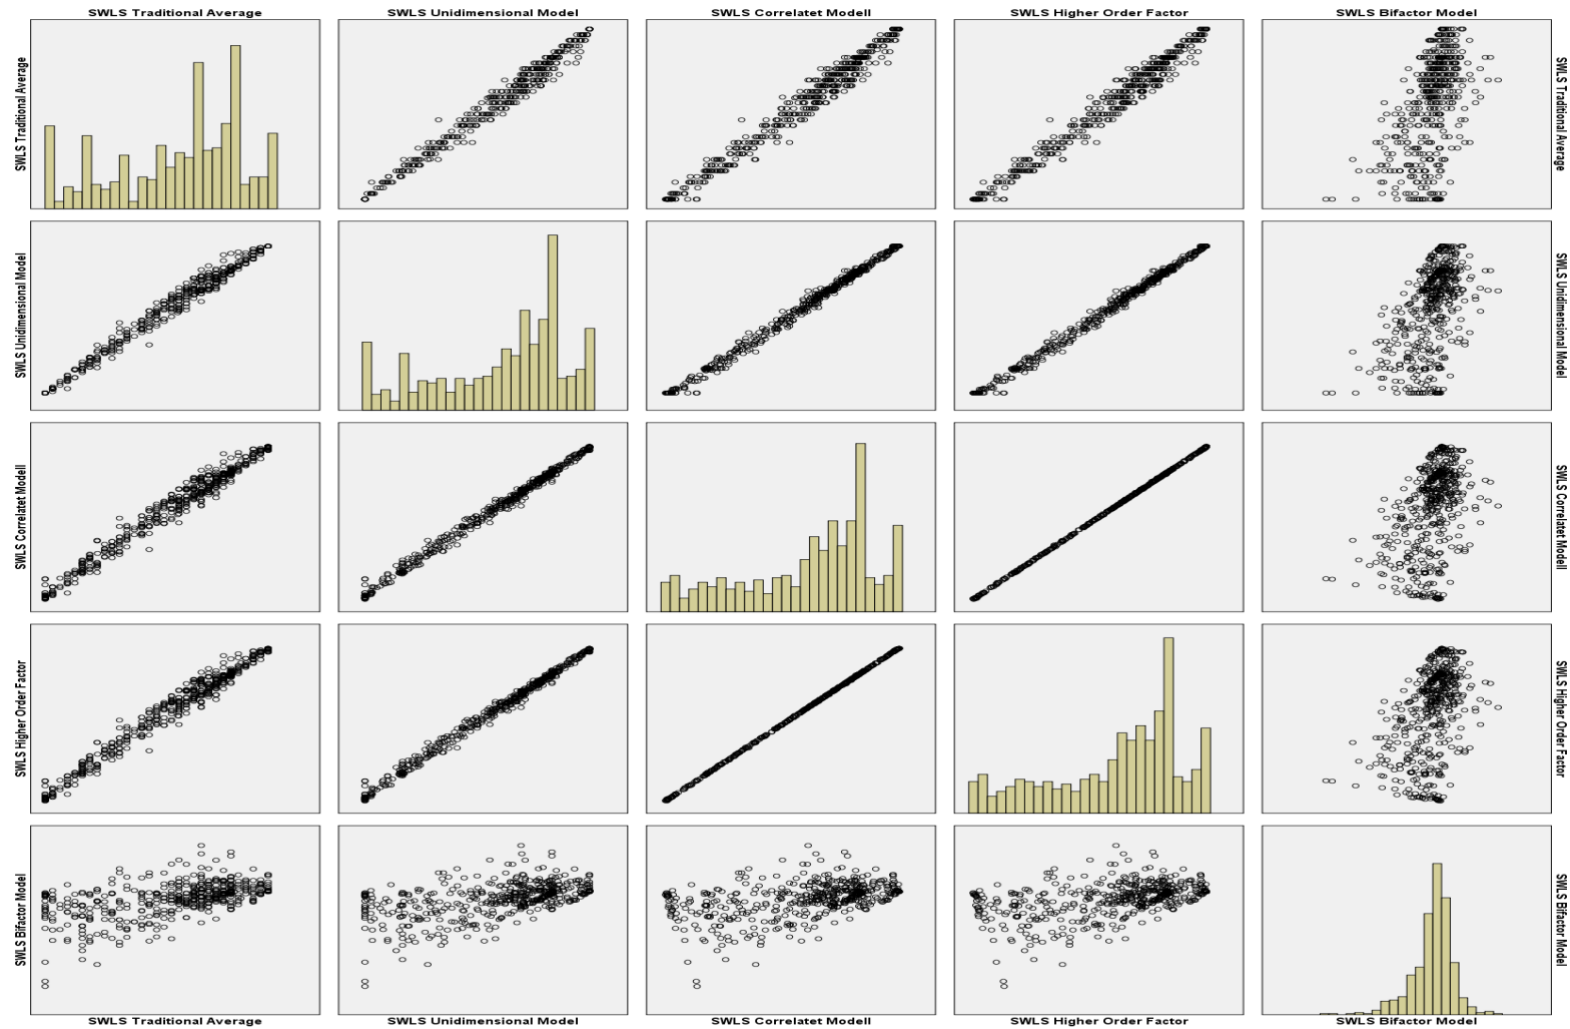 SWLS Traditional Average
SWLS Unidimensional Model
SWLS Correlatet Modell
SWLS Higher Order Factor
SWLS Bifactor Model
SWLS Traditional Average
SWLS Traditional Average
SWLS Unidimensional Model
SWLS Unidimensional Model
SWLS Correlatet Modell
SWLS Correlatet Modell
SWLS Higher Order Factor
SWLS Higher Order Factor
SWLS Bifactor Model
SWLS Bifactor Model
SWLS Traditional Average
SWLS Unidimensional Model
SWLS Correlatet Modell
SWLS Higher Order Factor
SWLS Bifactor Model